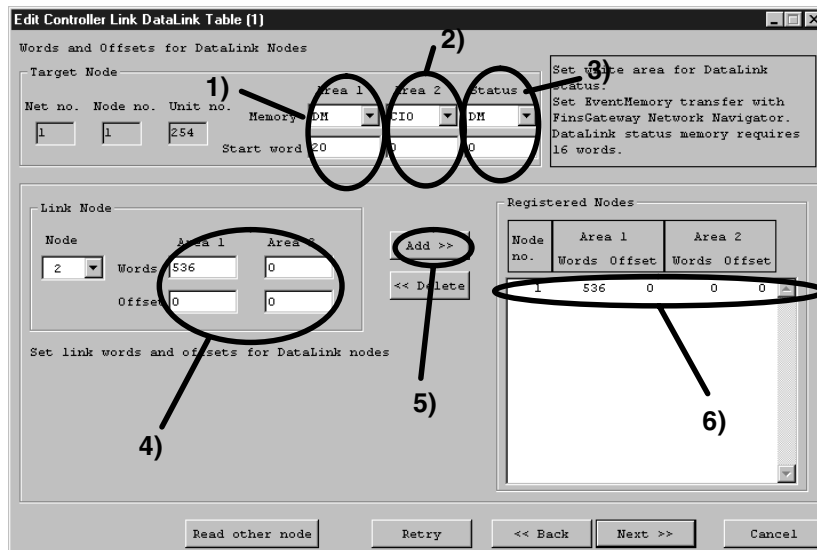 Edit Controller Link DataLink Table (1)
Words and Offsets for DataLink Nodes
2)
Target Node
1)
3)
Area 1 Area 2 Status
Net no. Node no. Unit no.
Memory DM CIO DM
1 1 254
Start word 20 0 0
Set write area for DataLink
status.
Set EventMemory transfer with
FinsGateway Network Navigator.
DataLink status memory requires
16 words.
Link Node
Node Area 1 Area 2
2 Words 536 0
Offset 0 0
Set link words and offsets for DataLink nodes
4)
Add >>
<< Delete
5)
Registered Nodes
Node no. Area 1 Area 2
Words Offset Words Offset
1 536 0 0 0
6)
Read other node Retry << Back Next >> Cancel